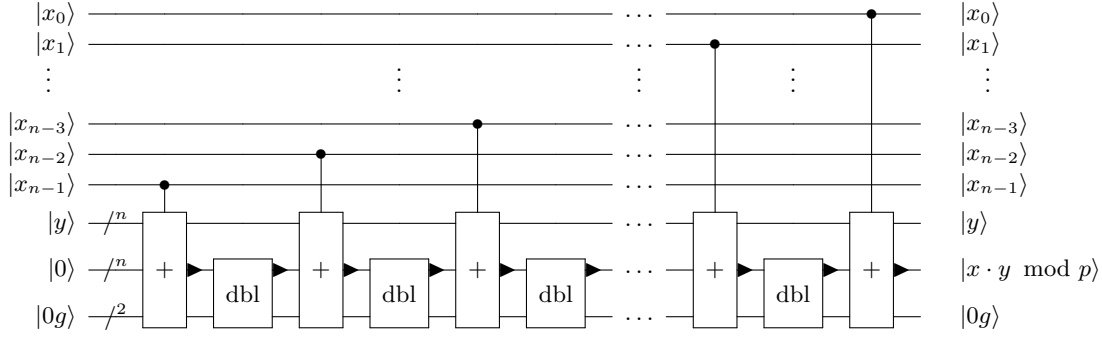 |x_0⟩ ··· |x_0⟩
|x_1⟩ ··· |x_1⟩
⋮ ⋮ ⋮ ⋮ ⋮
|x_{n−3}⟩ ··· |x_{n−3}⟩
|x_{n−2}⟩ ··· |x_{n−2}⟩
|x_{n−1}⟩ ··· |x_{n−1}⟩
|y⟩ n ··· |y⟩
|0⟩ n + + + ··· + + |x · y mod p⟩
dbl dbl dbl dbl
|0g⟩ 2 ··· |0g⟩